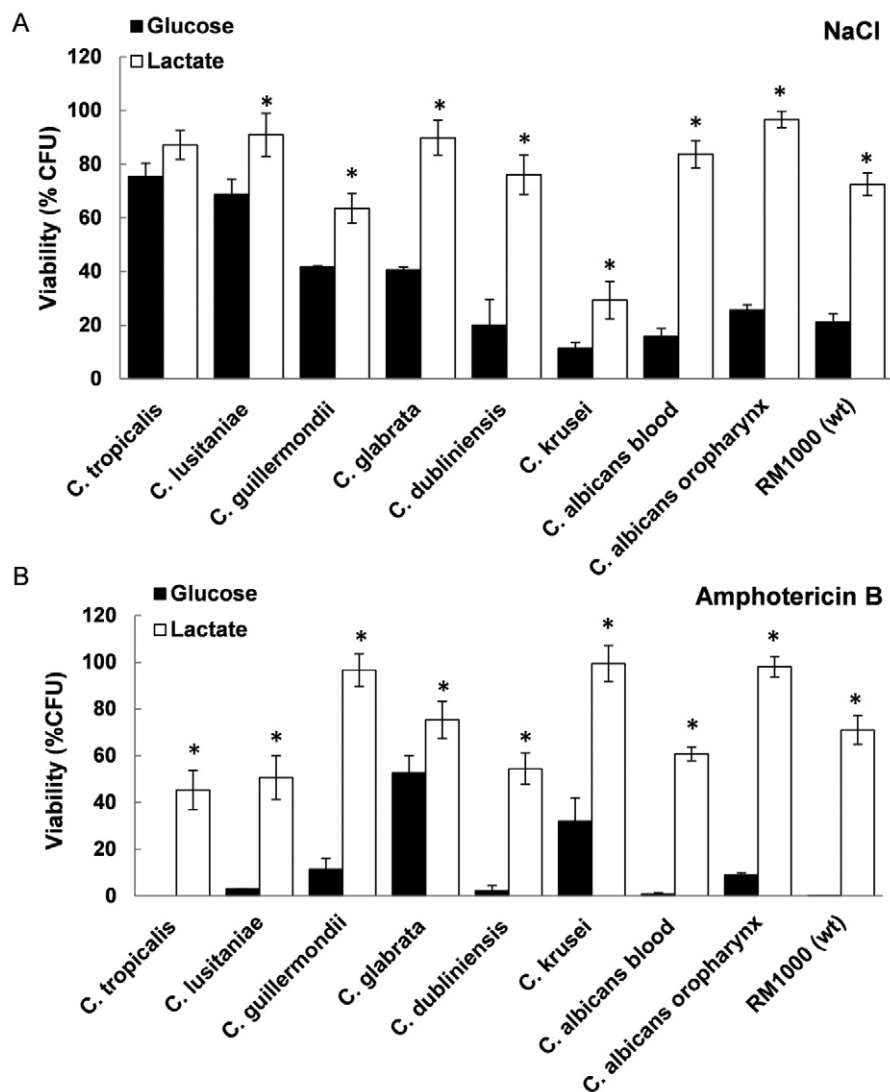 A
NaCl
Glucose
Lactate
Viability (% CFU)
120
100
80
60
40
20
0
* * * * * * * *
C. tropicalis
C. lusitaniae
C. guillermondii
C. glabrata
C. dubliniensis
C. krusei
C. albicans blood
C. albicans oropharynx
RM1000 (wt)
B
Amphotericin B
Glucose
Lactate
Viability (%CFU)
120
100
80
60
40
20
0
* * * * * * * * *
C. tropicalis
C. lusitaniae
C. guillermondii
C. glabrata
C. dubliniensis
C. krusei
C. albicans blood
C. albicans oropharynx
RM1000 (wt)